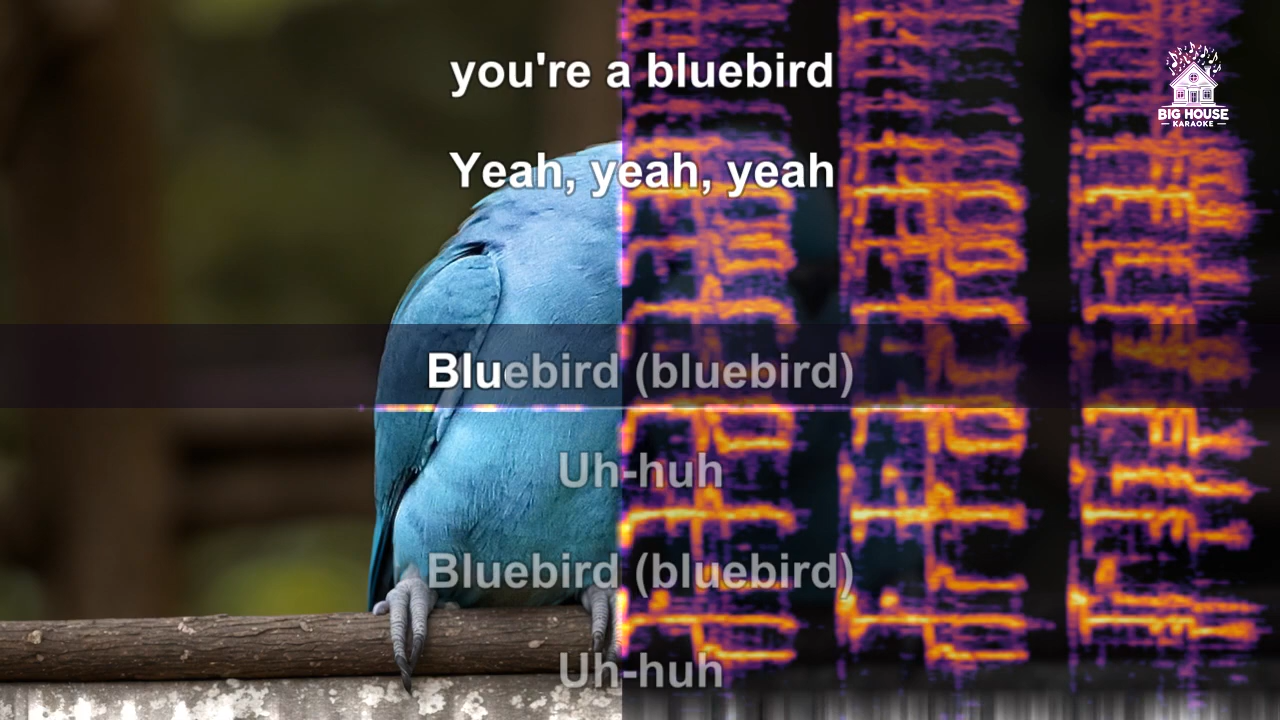 you're a bluebird
BIG HOUSE
KARAOKE
Yeah, yeah, yeah
Bluebird (bluebird)
Uh-huh
Bluebird (bluebird)
Uh-huh